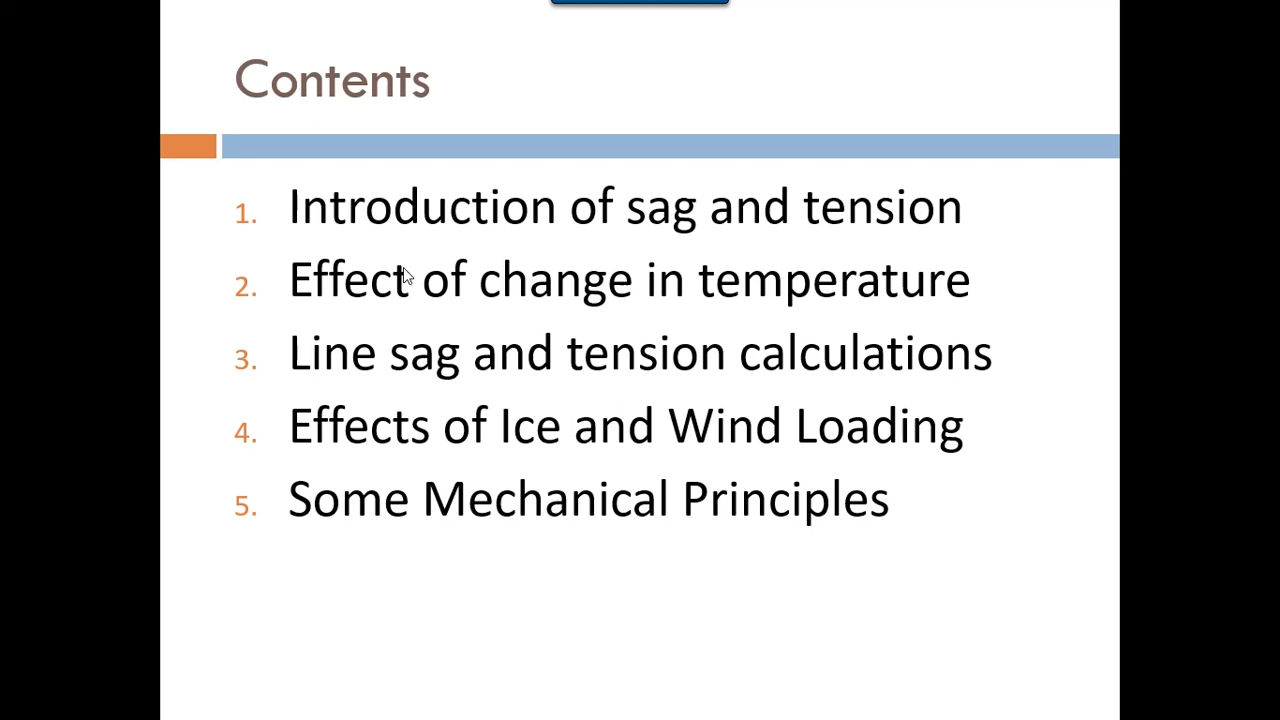 Contents
1. Introduction of sag and tension
2. Effect of change in temperature
3. Line sag and tension calculations
4. Effects of Ice and Wind Loading
5. Some Mechanical Principles